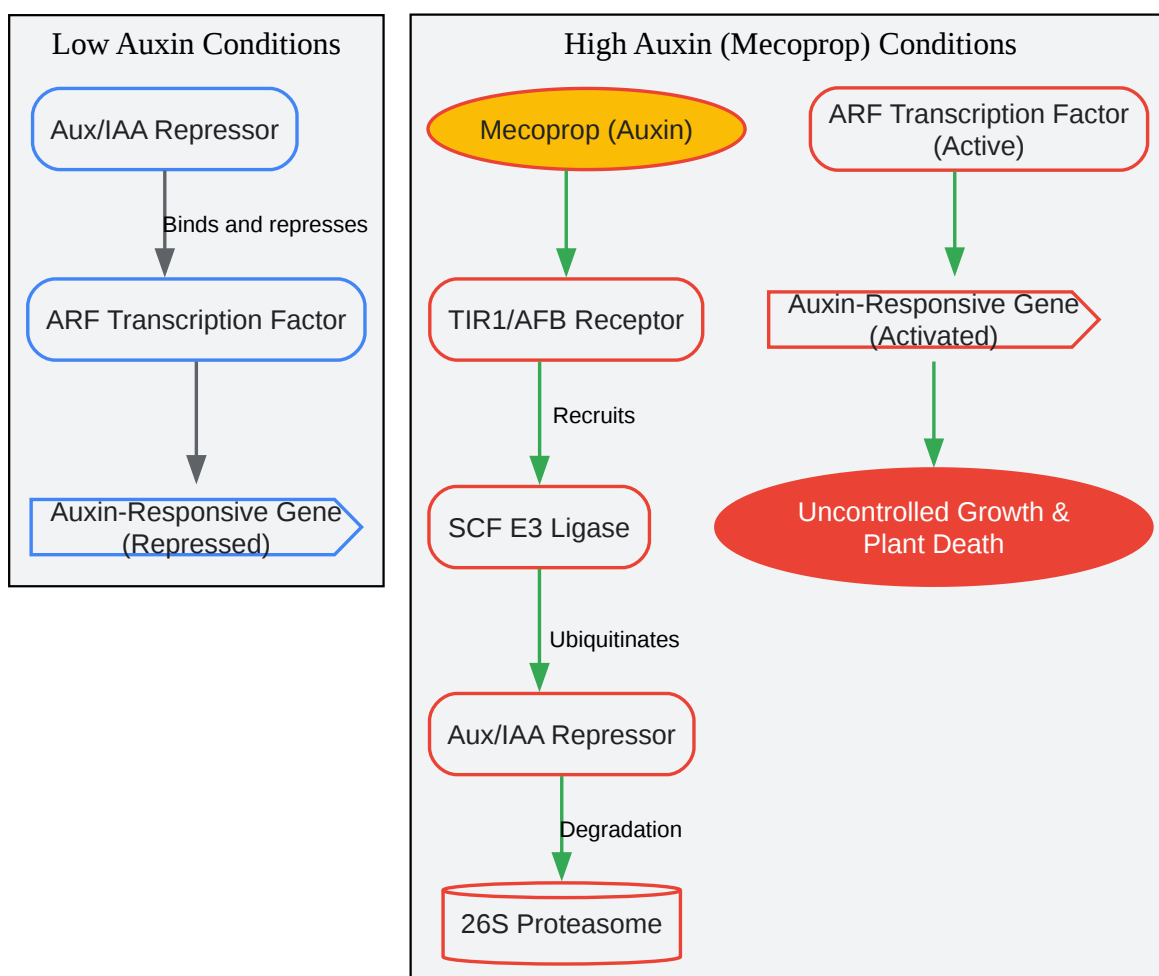 Low Auxin Conditions
Aux/IAA Repressor
Binds and represses
ARF Transcription Factor
Auxin-Responsive Gene
(Repressed)
High Auxin (Mecoprop) Conditions
Mecoprop (Auxin)
TIR1/AFB Receptor
Recruits
SCF E3 Ligase
Ubiquitinates
Aux/IAA Repressor
Degradation
26S Proteasome
ARF Transcription Factor
(Active)
Auxin-Responsive Gene
(Activated)
Uncontrolled Growth &
Plant Death